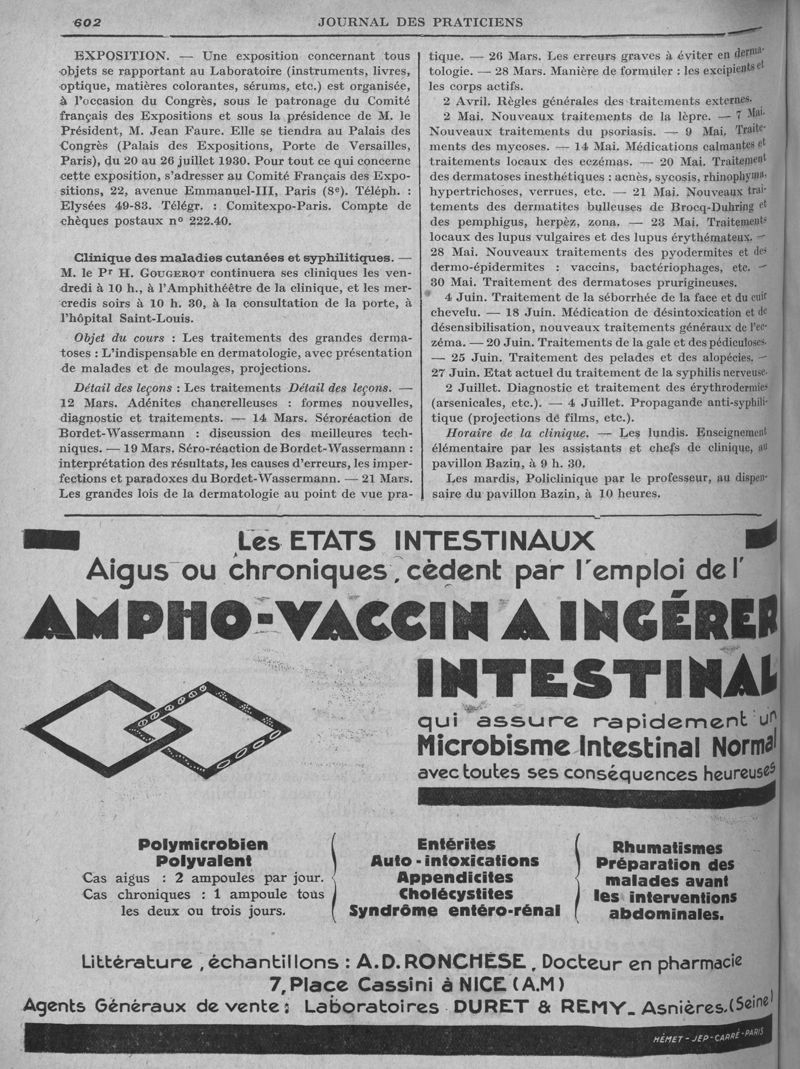 602
JOURNAL DES PRATICIENS
EXPOSITION. — Une exposition concernant tous
objets se rapportant au Laboratoire (instruments, livres,
optique, matières colorantes, sérums, etc.) est organisée,
à l'occasion du Congrès, sous le patronage du Comité
français des Expositions et sous la présidence de M. le
Président, M. Jean Faure. Elle se tiendra au Palais des
Congrès (Palais des Expositions, Porte de Versailles,
Paris), du 20 au 26 juillet 1930. Pour tout ce qui concerne
cette exposition, s'adresser au Comité Français des Expo-
sitions, 22, avenue Emmanuel-III, Paris (8e). Téléph. :
Elysées 49-83. Télégr. : Comitexpo-Paris. Compte de
chèques postaux no 222.40.
Clinique des maladies cutanées et syphilitiques. —
M. le Pr H. GOUGEROT continuera ses cliniques les ven-
dredi à 10 h., à l'Amphithéêtre de la clinique, et les mer-
credis soirs à 10 h. 30, à la consultation de la porte, à
l'hôpital Saint-Louis.
Objet du cours : Les traitements des grandes derma-
toses : L'indispensable en dermatologie, avec présentation
de malades et de moulages, projections.
Détail des leçons : Les traitements Détail des leçons. —
12 Mars. Adénites chancrelleuses : formes nouvelles,
diagnostic et traitements. — 14 Mars. Séroréaction de
Bordet-Wassermann : discussion des meilleures tech-
niques. — 19 Mars. Séro-réaction de Bordet-Wassermann :
interprétation des résultats, les causes d'erreurs, les imper-
fections et paradoxes du Bordet-Wassermann. — 21 Mars.
Les grandes lois de la dermatologie au point de vue pra-
tique. — 26 Mars. Les erreurs graves à éviter en derma-
tologie. — 28 Mars. Manière de formuler : les excipients et
les corps actifs.
2 Avril. Règles générales des traitements externes.
2 Mai. Nouveaux traitements de la lèpre. — 7 Mai.
Nouveaux traitements du psoriasis. — 9 Mai. Traite-
ments des mycoses. — 14 Mai. Médications calmantes et
traitements locaux des eczémas. — 20 Mai. Traitement
des dermatoses inesthétiques : acnès, sycosis, rhinophyma,
hypertrichoses, verrues, etc. — 21 Mai. Nouveaux trai-
tements des dermatites bulleuses de Brocq-Duhring et
des pemphigus, herpèz, zona. — 23 Mai. Traitements
locaux des lupus vulgaires et des lupus érythémateux. —
28 Mai. Nouveaux traitements des pyodermites et des
dermo-épidermites : vaccins, bactériophages, etc. —
30 Mai. Traitement des dermatoses prurigineuses.
4 Juin. Traitement de la séborrhée de la face et du cuir
chevelu. — 18 Juin. Médication de désintoxication et de
désensibilisation, nouveaux traitements généraux de l'ec-
zéma. — 20 Juin. Traitements de la gale et des pédiculoses.
— 25 Juin. Traitement des pelades et des alopécies. —
27 Juin. Etat actuel du traitement de la syphilis nerveuse.
2 Juillet. Diagnostic et traitement des érythrodermies
(arsenicales, etc.). — 4 Juillet. Propagande anti-syphili-
tique (projections de films, etc.).
Horaire de la clinique. — Les lundis. Enseignement
élémentaire par les assistants et chefs de clinique, au
pavillon Bazin, à 9 h. 30.
Les mardis, Policlinique par le professeur, au dispen-
saire du pavillon Bazin, à 10 heures.
Les ETATS INTESTINAUX
Aigus ou chroniques, cèdent par l'emploi de l'
AMPHO-VACCIN A INGÉRER
INTESTINAL
qui assure rapidement un
Microbisme Intestinal Normal
avec toutes ses conséquences heureuses
Polymicrobien
Polyvalent
Cas aigus : 2 ampoules par jour.
Cas chroniques : 1 ampoule tous
les deux ou trois jours.
Entérites
Auto-intoxications
Appendicites
Cholécystites
Syndrôme entéro-rénal
Rhumatismes
Préparation des
malades avant
les interventions
abdominales.
Littérature, échantillons : A.D. RONCHÈSE, Docteur en pharmacie
7, Place Cassini à NICE (A.M)
Agents Généraux de vente : Laboratoires DURET & REMY_ Asnières.(Seine)
HÉMET-JEP-CARRÉ-PARIS